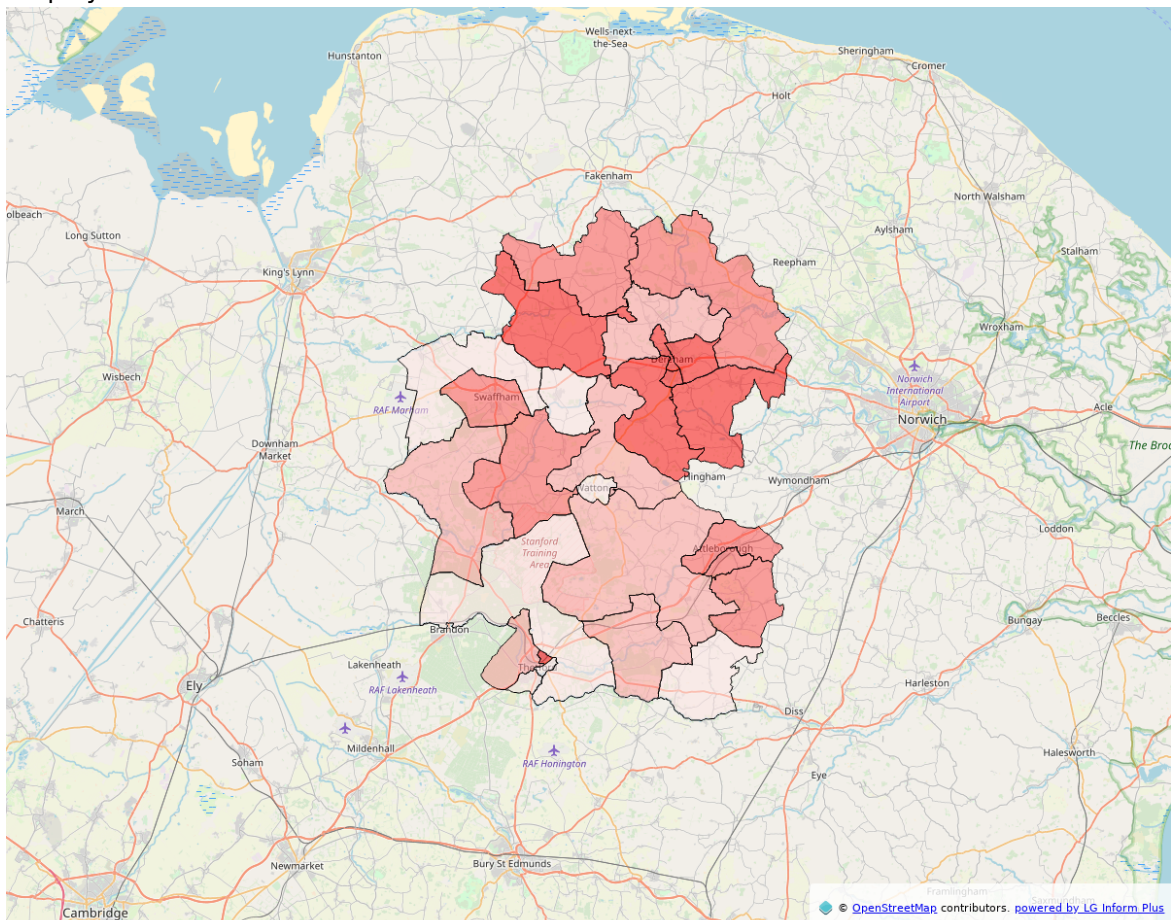 Wells-next
the-Sea
Hunstanton
Sheringham
Cromer
Holt
Fakenham
North Walsham
olbeach
Long Sutton
Aylsham
Stalham
King's Lynn
Reepham
Wroxham
Dereham
Wisbech
Norwich
International
Airport
Swaffham
RAF Marham
Acle
Norwich
Downham
Market
The Broa
Hingham
Wymondham
Watton
March
Loddon
Stanford
Training
Area
Attleborough
Chatteris
Brandon
Bungay
Beccles
Lakenheath
Ely
RAF Lakenheath
Harleston
Diss
Mildenhall
Soham
RAF Honington
Halesworth
Eye
Newmarket
Bury St Edmunds
Framlingham
Saxmundham
Cambridge
© OpenStreetMap contributors. powered by LG Inform Plus